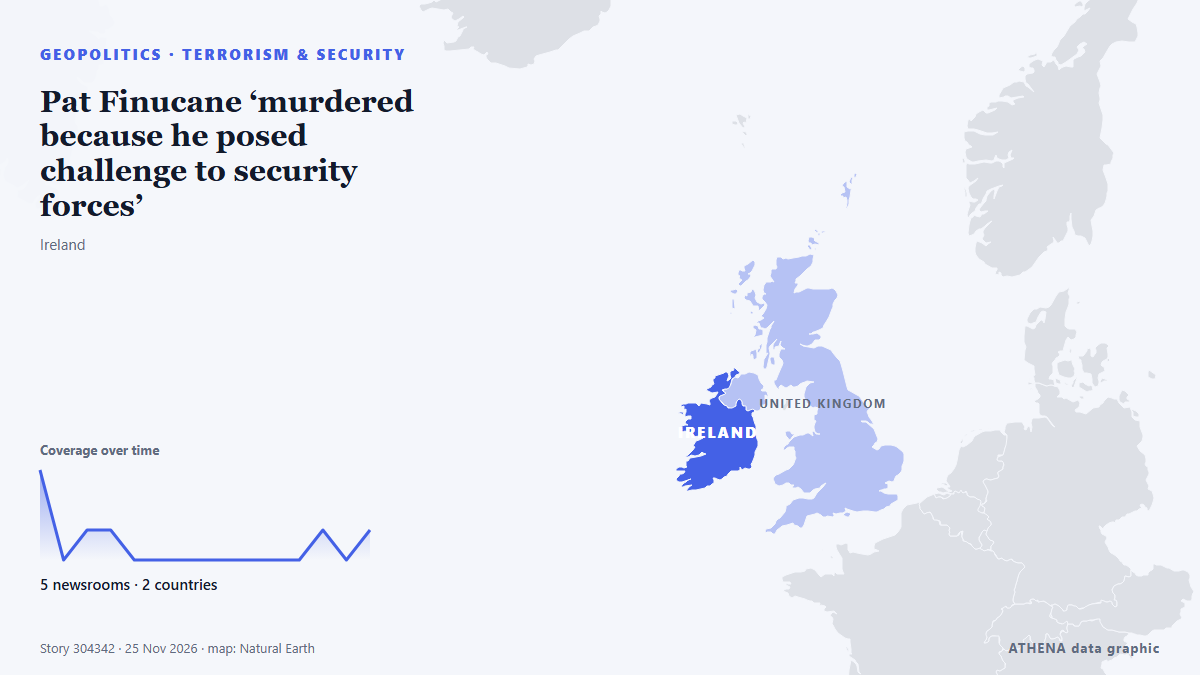 GEOPOLITICS · TERRORISM & SECURITY
Pat Finucane ‘murdered
because he posed
challenge to security
forces’
Ireland
UNITED KINGDOM
IRELAND
Coverage over time
5 newsrooms · 2 countries
Story 304342 · 25 Nov 2026 · map: Natural Earth
ATHENA data graphic